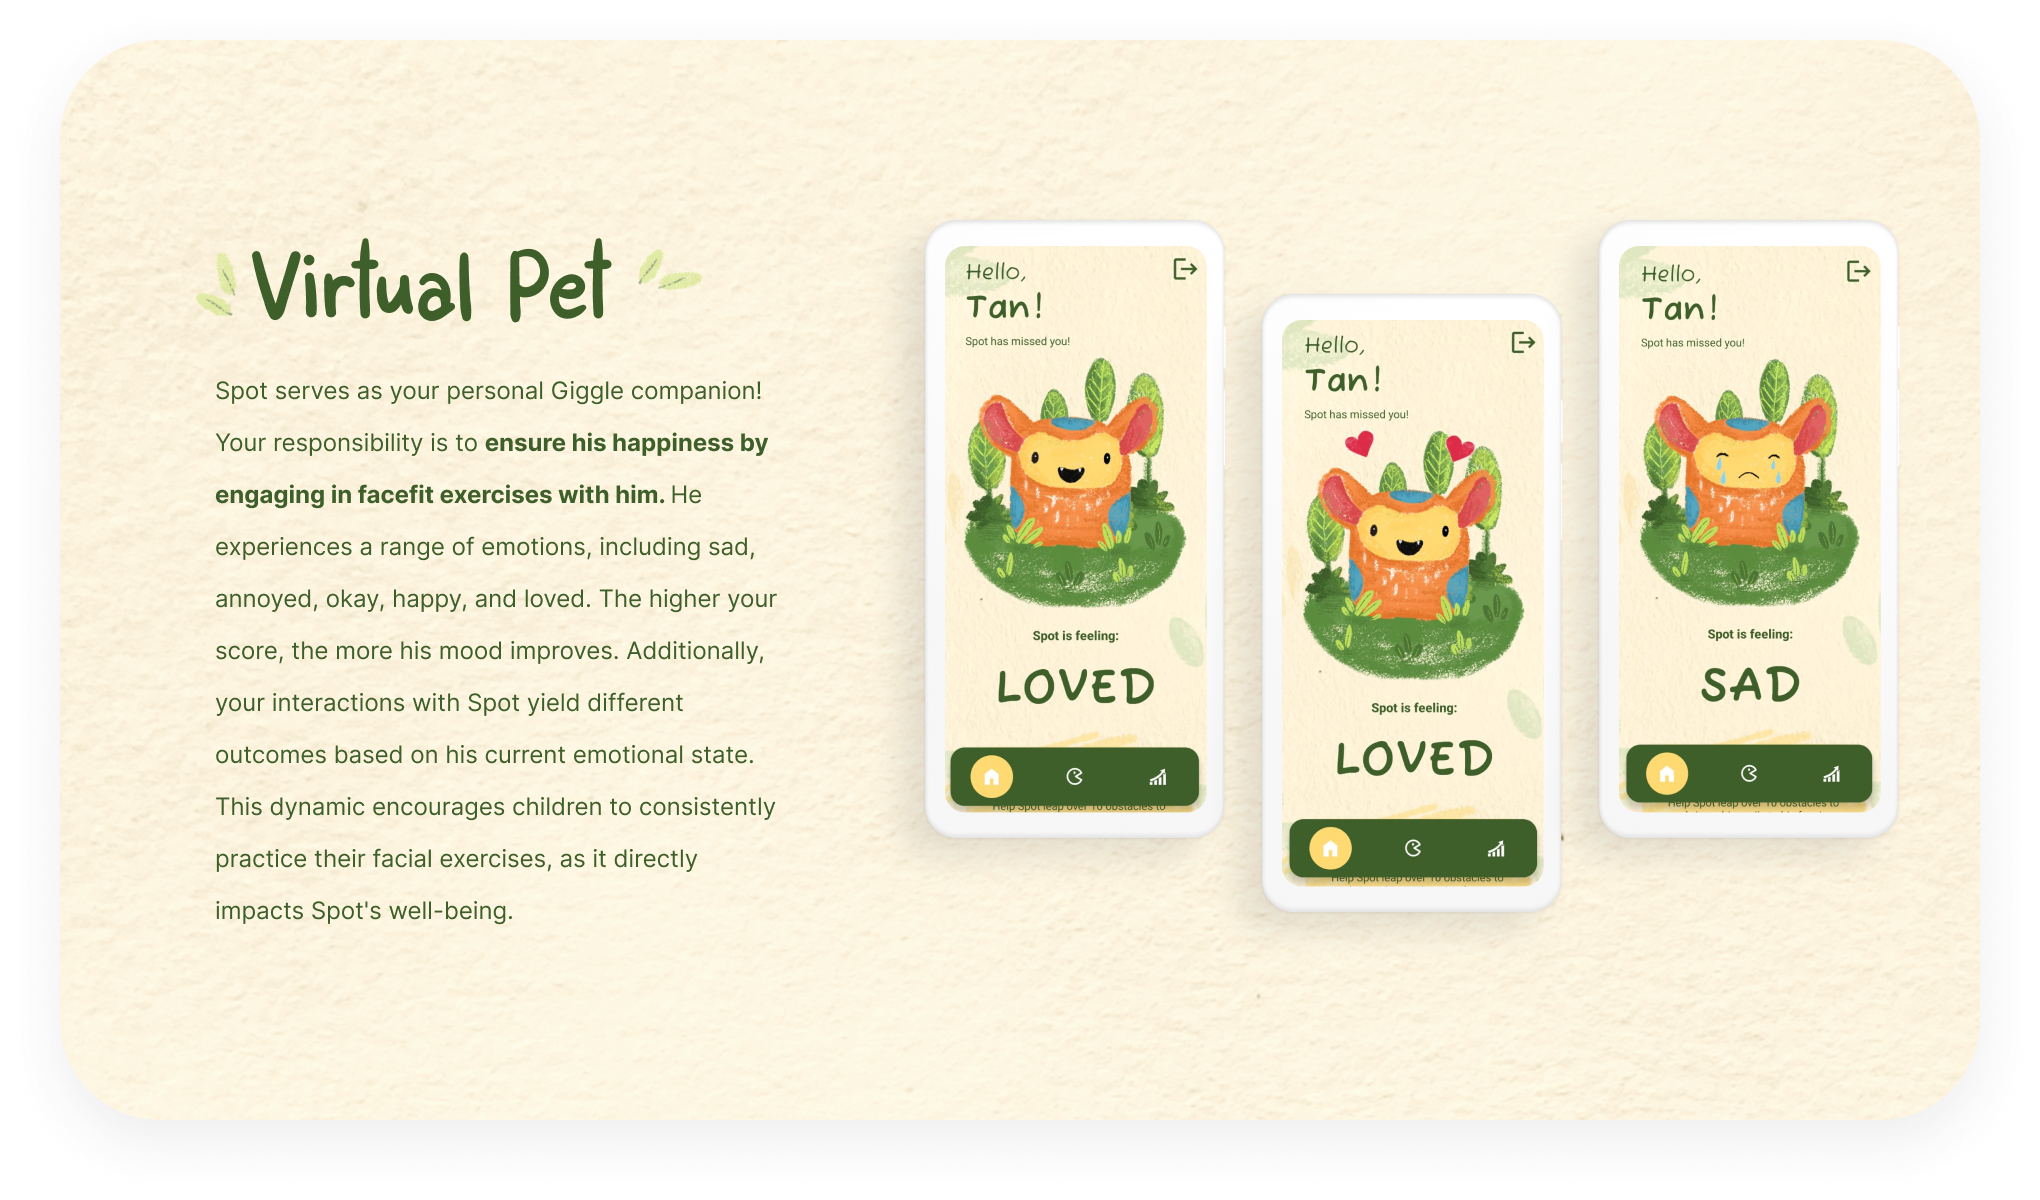 Virtual Pet
Spot serves as your personal Giggle companion!
Your responsibility is to ensure his happiness by
engaging in facefit exercises with him. He
experiences a range of emotions, including sad,
annoyed, okay, happy, and loved. The higher your
score, the more his mood improves. Additionally,
your interactions with Spot yield different
outcomes based on his current emotional state.
This dynamic encourages children to consistently
practice their facial exercises, as it directly
impacts Spot's well-being.
Hello,
Tan!
Spot has missed you!
Spot is feeling:
LOVED
Help Spot leap over 10 obstacles to
Hello,
Tan!
Spot has missed you!
Spot is feeling:
LOVED
Help Spot leap over 10 obstacles to
Hello,
Tan!
Spot has missed you!
Spot is feeling:
SAD
Help Spot leap over 10 obstacles to